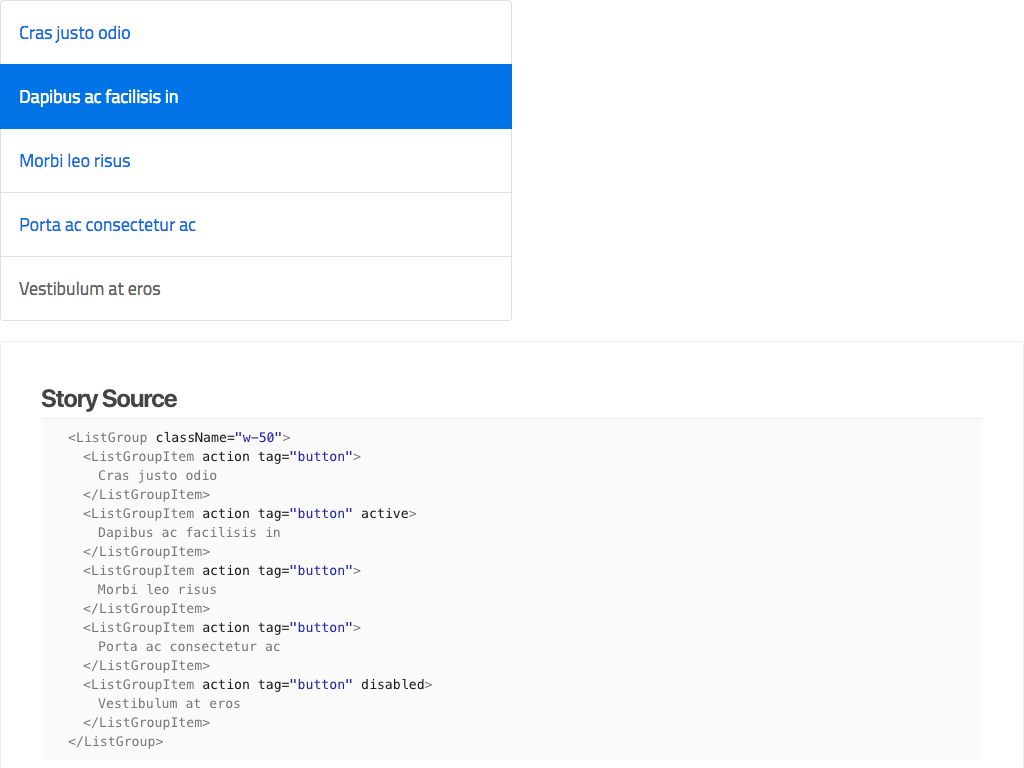 Cras justo odio
Dapibus ac facilisis in
Morbi leo risus
Porta ac consectetur ac
Vestibulum at eros
Story Source
<ListGroup className="w-50">
  <ListGroupItem action tag="button">
    Cras justo odio
  </ListGroupItem>
  <ListGroupItem action tag="button" active>
    Dapibus ac facilisis in
  </ListGroupItem>
  <ListGroupItem action tag="button">
    Morbi leo risus
  </ListGroupItem>
  <ListGroupItem action tag="button">
    Porta ac consectetur ac
  </ListGroupItem>
  <ListGroupItem action tag="button" disabled>
    Vestibulum at eros
  </ListGroupItem>
</ListGroup>